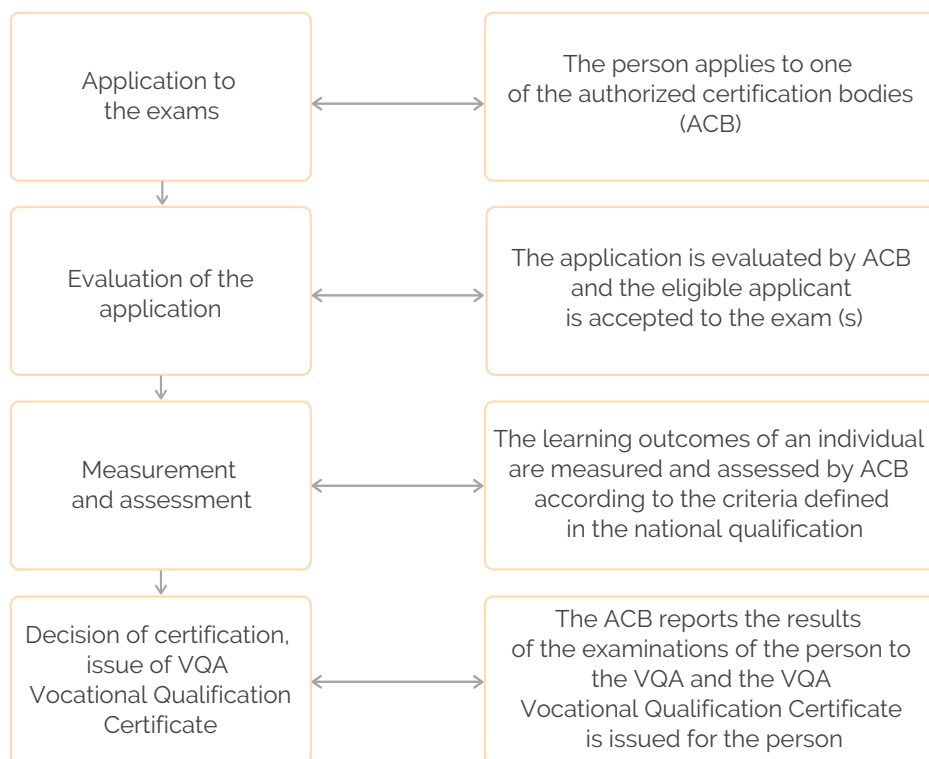 Application to
the exams
The person applies to one
of the authorized certification bodies
(ACB)
Evaluation of the
application
The application is evaluated by ACB
and the eligible applicant
is accepted to the exam (s)
Measurement
and assessment
The learning outcomes of an individual
are measured and assessed by ACB
according to the criteria defined
in the national qualification
Decision of certification,
issue of VQA
Vocational Qualification
Certificate
The ACB reports the results
of the examinations of the person to
the VQA and the VQA
Vocational Qualification Certificate
is issued for the person